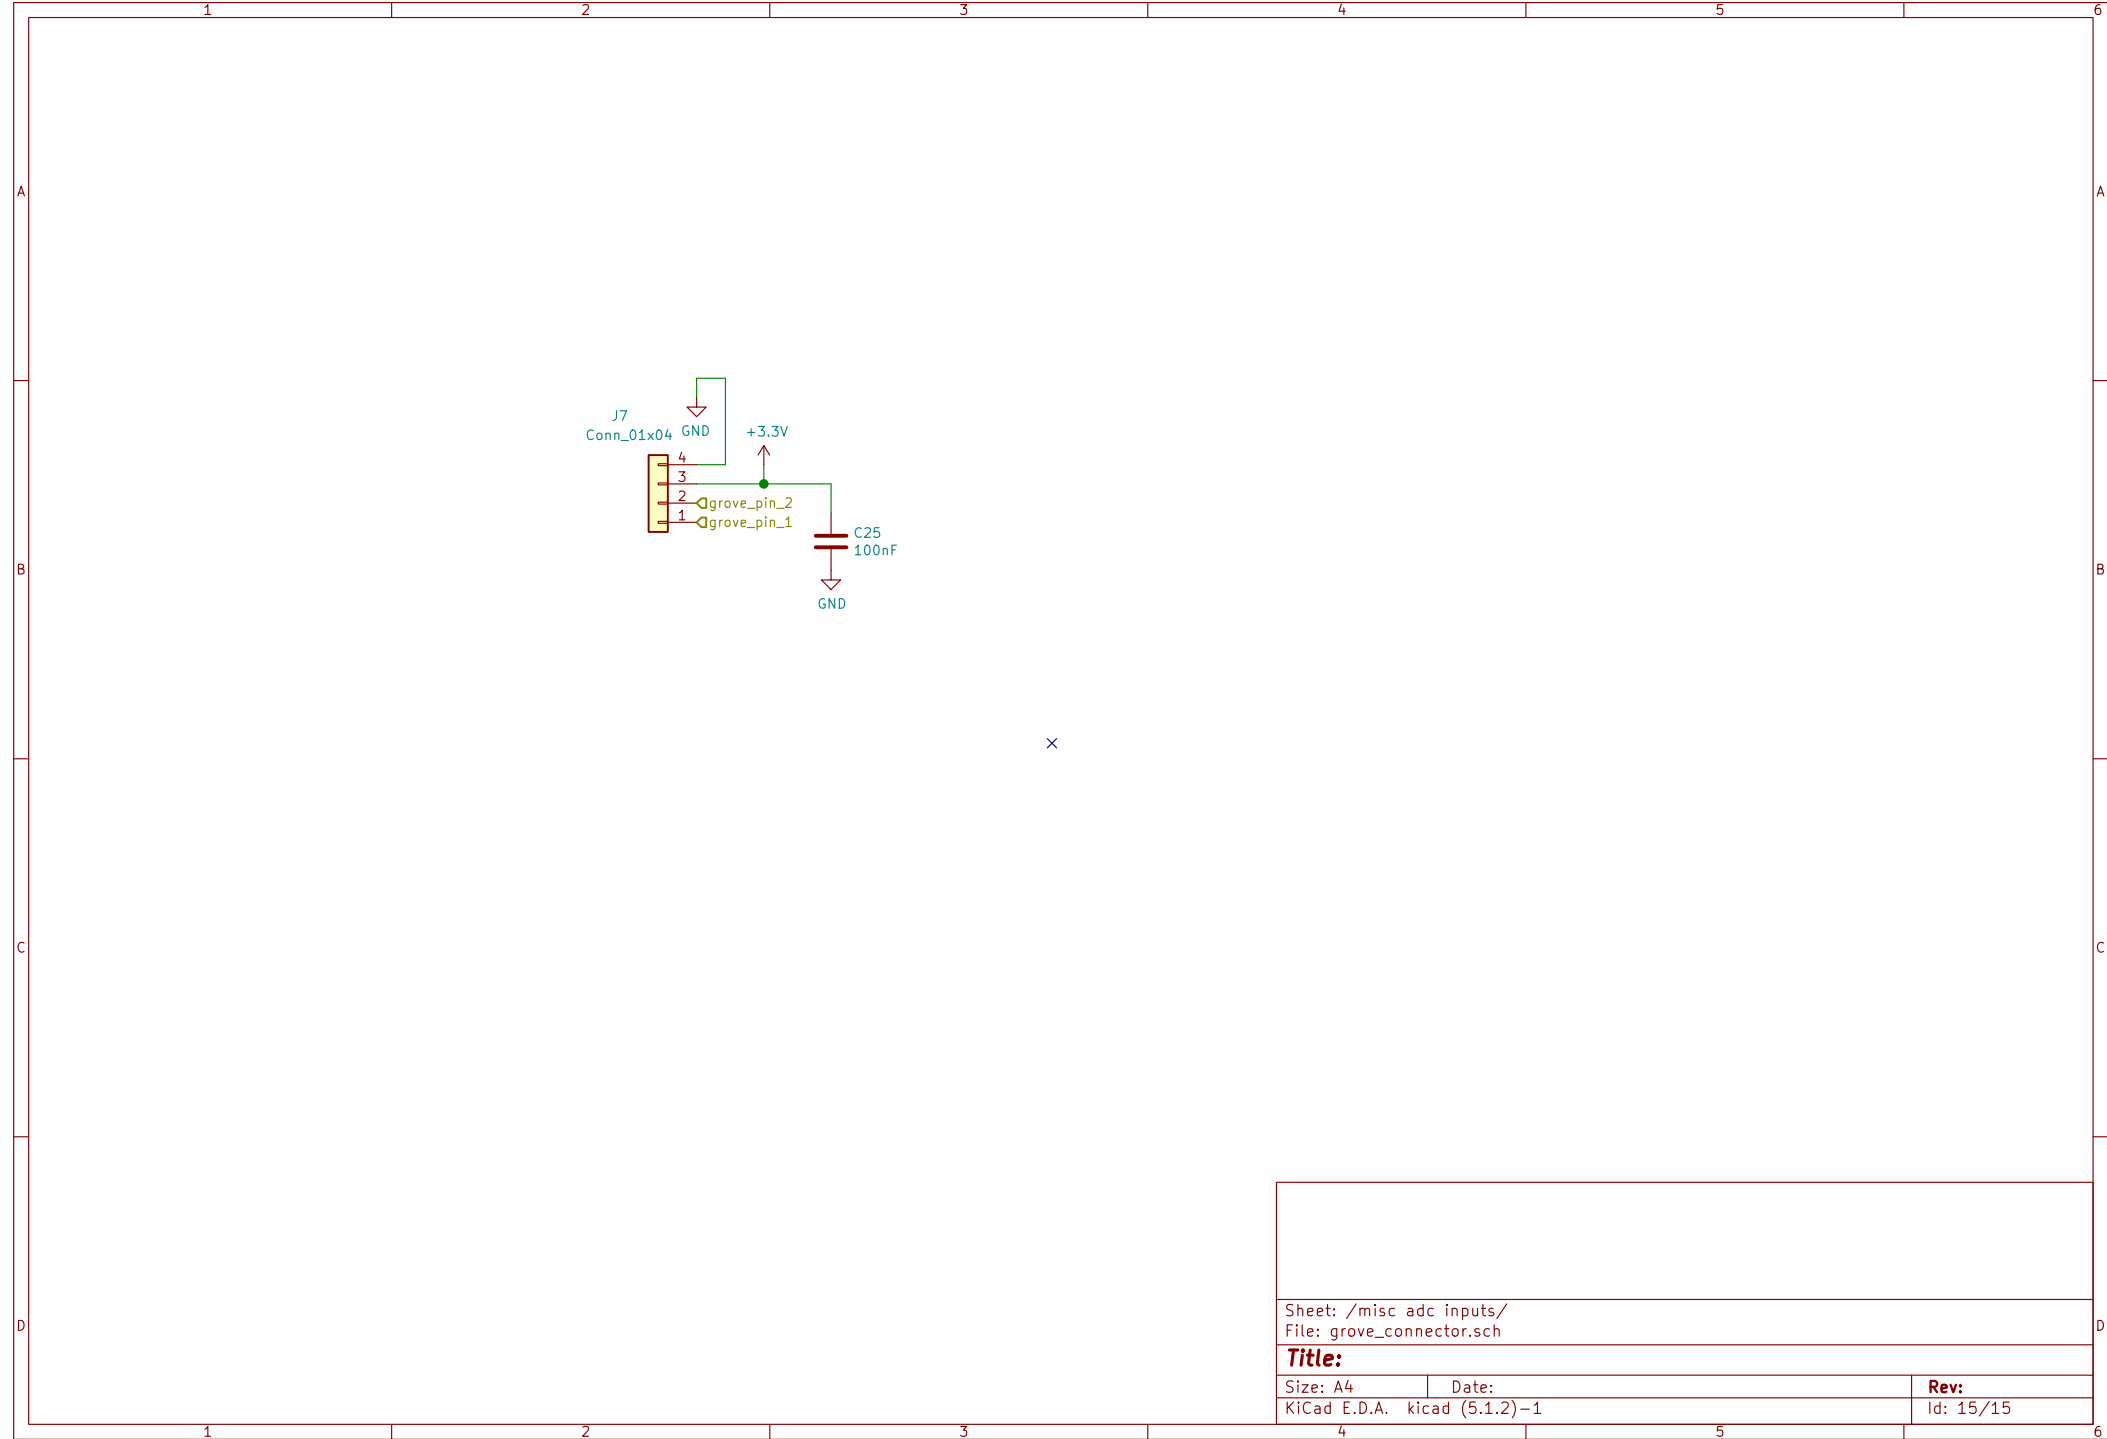 1 2 3 4 5 6
A A
J7
Conn_01x04
GND
+3.3V
4
3
2 grove_pin_2
1 grove_pin_1
C25
100nF
GND
B B
C C
D D
Sheet: /misc adc inputs/
File: grove_connector.sch
Title:
Size: A4 Date: Rev:
KiCad E.D.A. kicad (5.1.2)-1 Id: 15/15
1 2 3 4 5 6